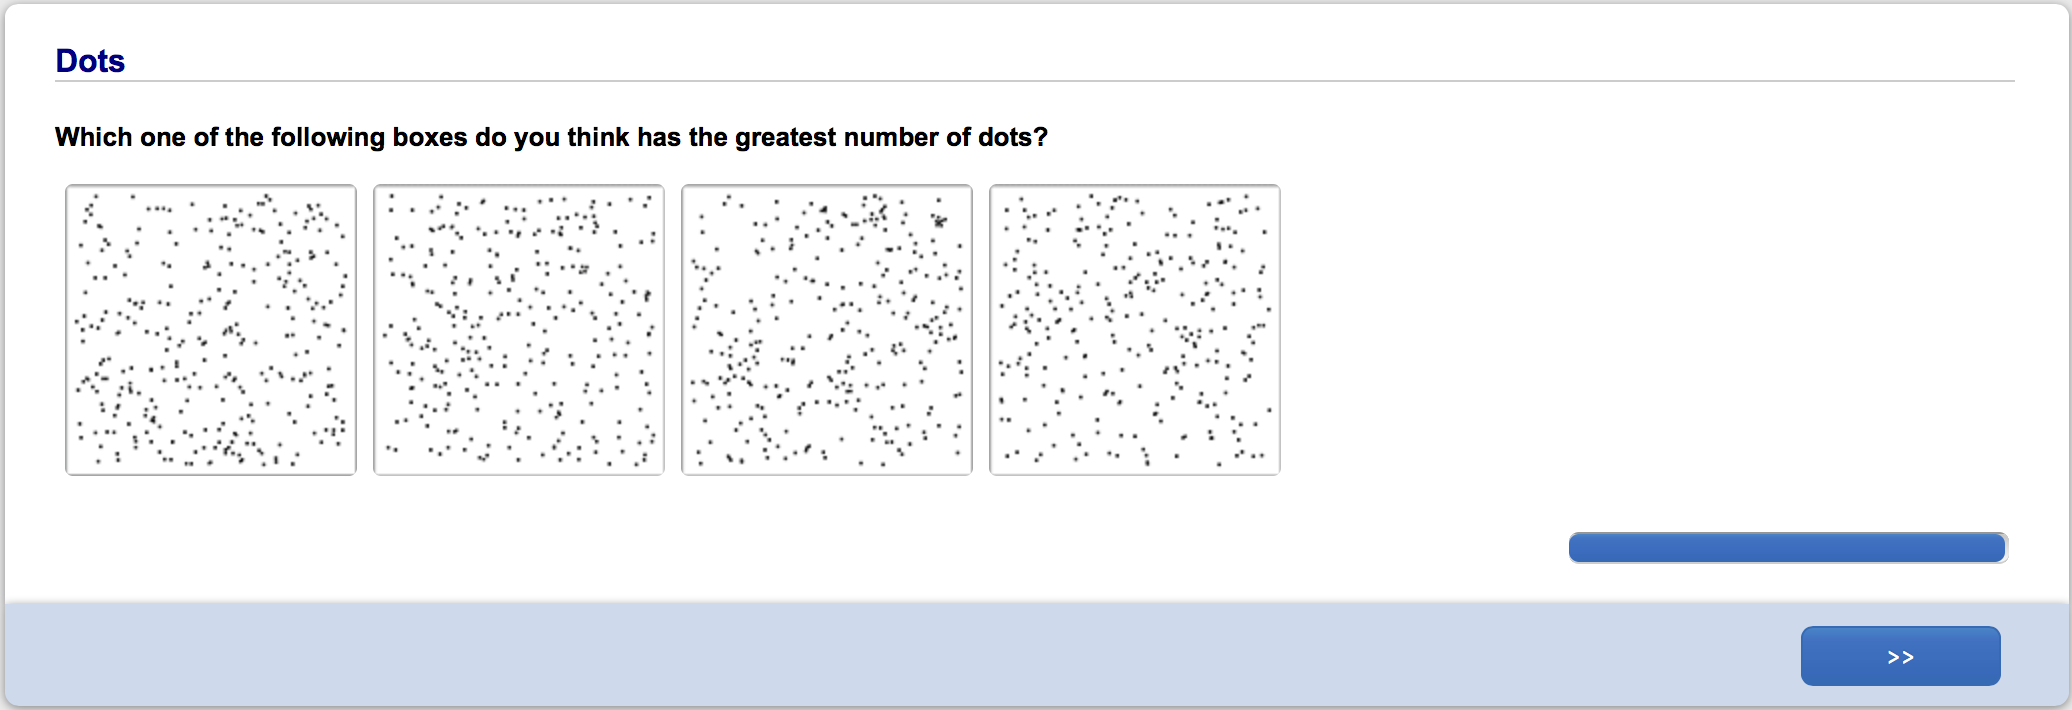 Dots
Which one of the following boxes do you think has the greatest number of dots?
>>